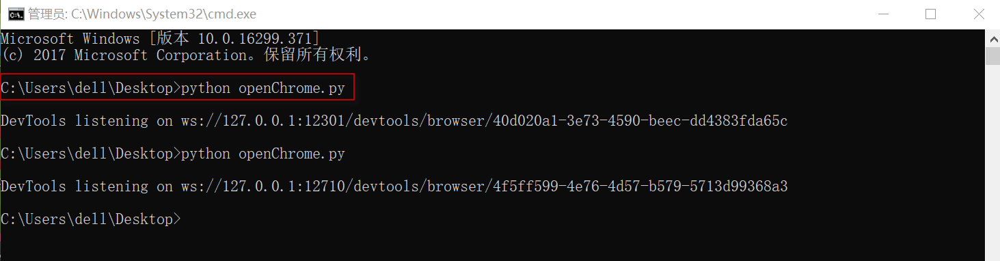 管理员: C:\Windows\System32\cmd.exe
Microsoft Windows [版本 10.0.16299.371]
(c) 2017 Microsoft Corporation。保留所有权利。
C:\Users\dell\Desktop>python openChrome.py
DevTools listening on ws://127.0.0.1:12301/devtools/browser/40d020a1-3e73-4590-beec-dd4383fda65c
C:\Users\dell\Desktop>python openChrome.py
DevTools listening on ws://127.0.0.1:12710/devtools/browser/4f5ff599-4e76-4d57-b579-5713d99368a3
C:\Users\dell\Desktop>